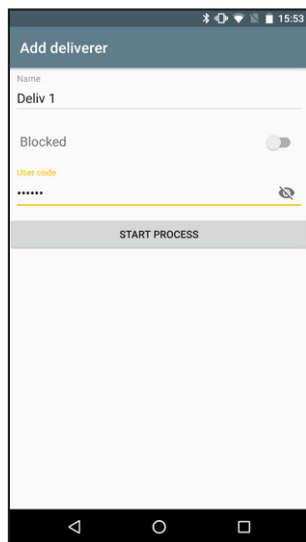 15:53
Add deliverer
Name
Deliv 1
Blocked
User code
••••••
START PROCESS